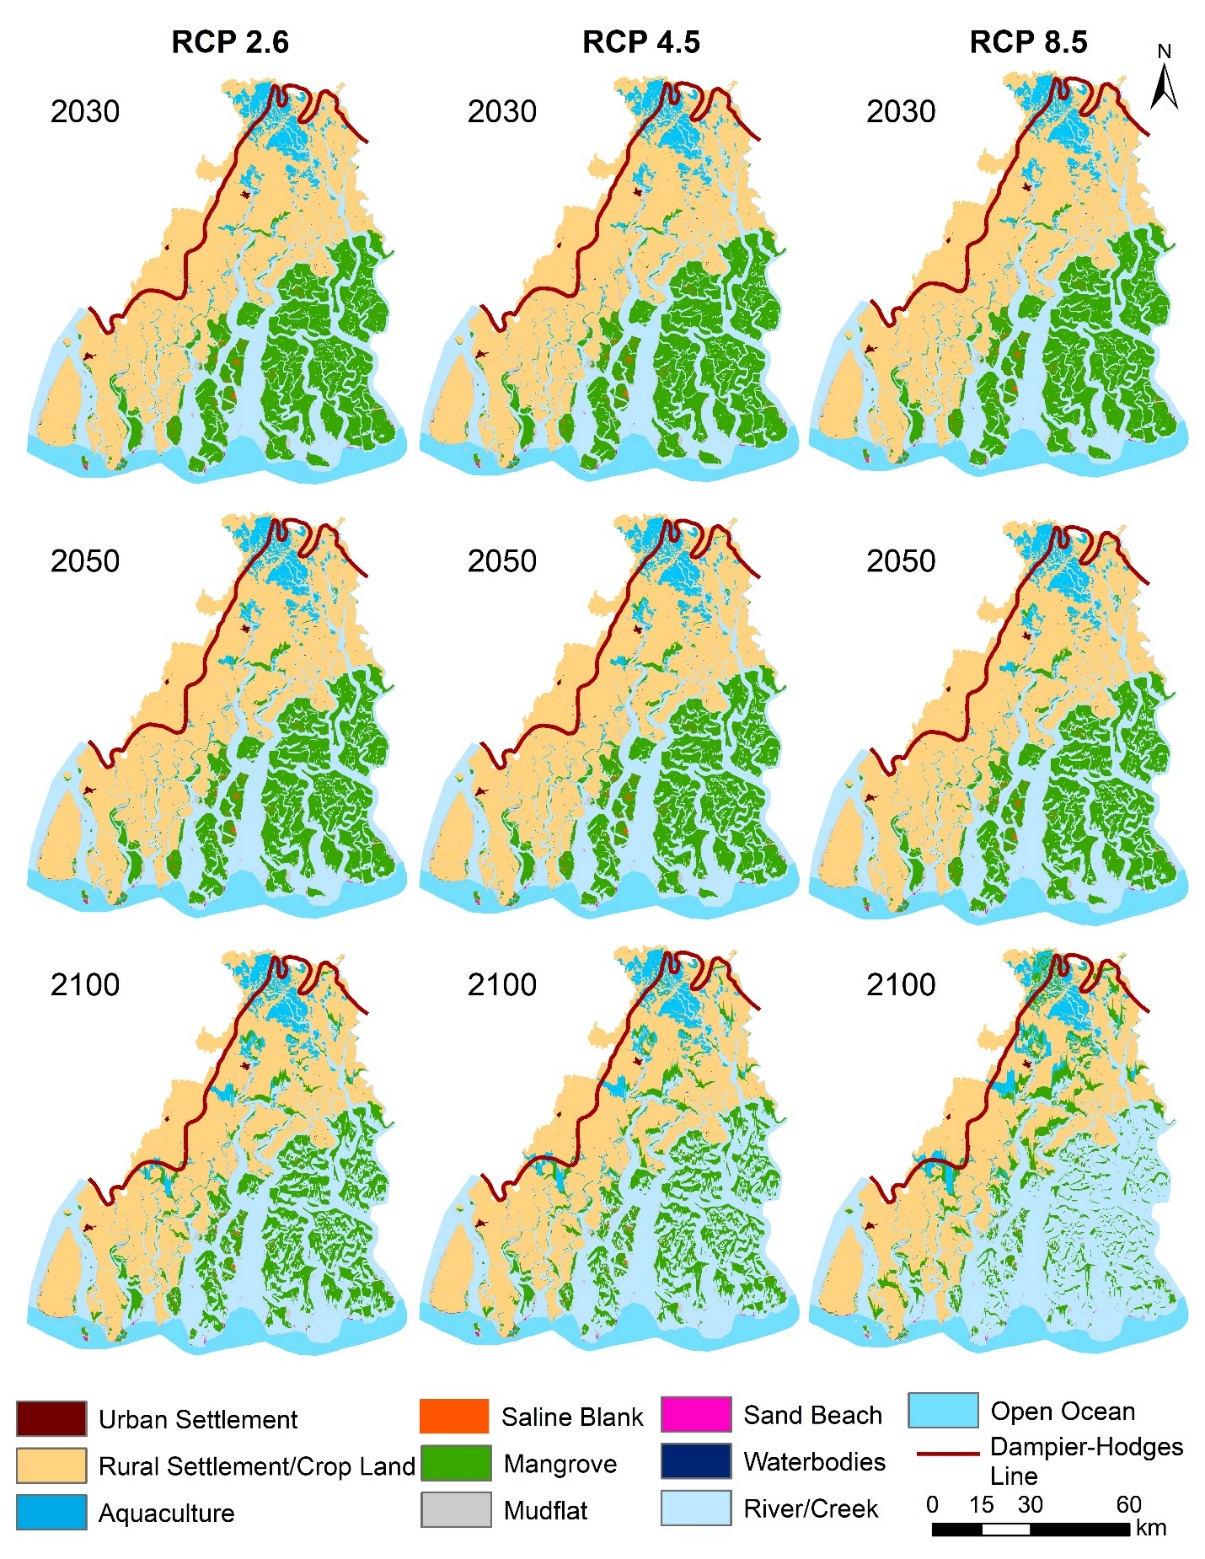 RCP 2.6
RCP 4.5
RCP 8.5
N
2030
2030
2030
2050
2050
2050
2100
2100
2100
Urban Settlement
Rural Settlement/Crop Land
Aquaculture
Saline Blank
Mangrove
Mudflat
Sand Beach
Waterbodies
River/Creek
Open Ocean
Dampier-Hodges
Line
0 15 30 60
km